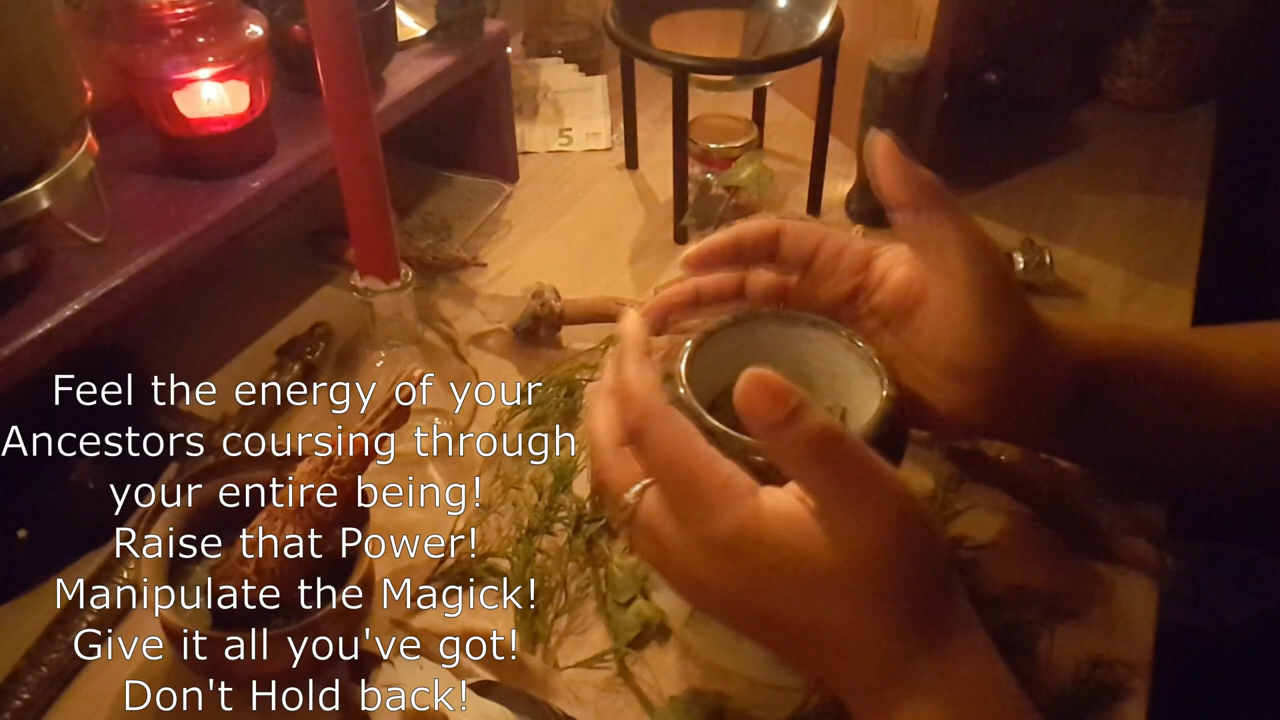 5
Feel the energy of your
Ancestors coursing through
your entire being!
Raise that Power!
Manipulate the Magick!
Give it all you've got!
Don't Hold back!